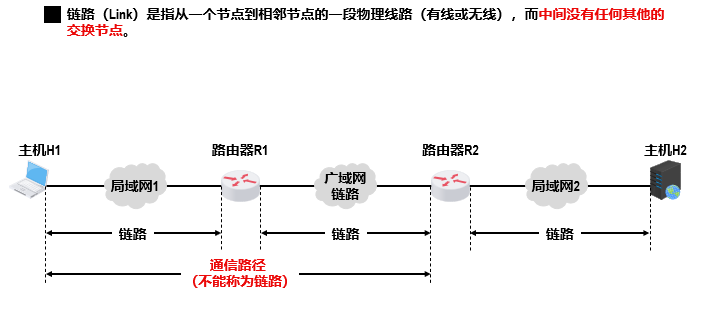 链路（Link）是指从一个节点到相邻节点的一段物理线路（有线或无线），而中间没有任何其他的
交换节点。
主机H1
路由器R1
路由器R2
主机H2
局域网1
广域网
链路
局域网2
链路
链路
链路
通信路径
（不能称为链路）